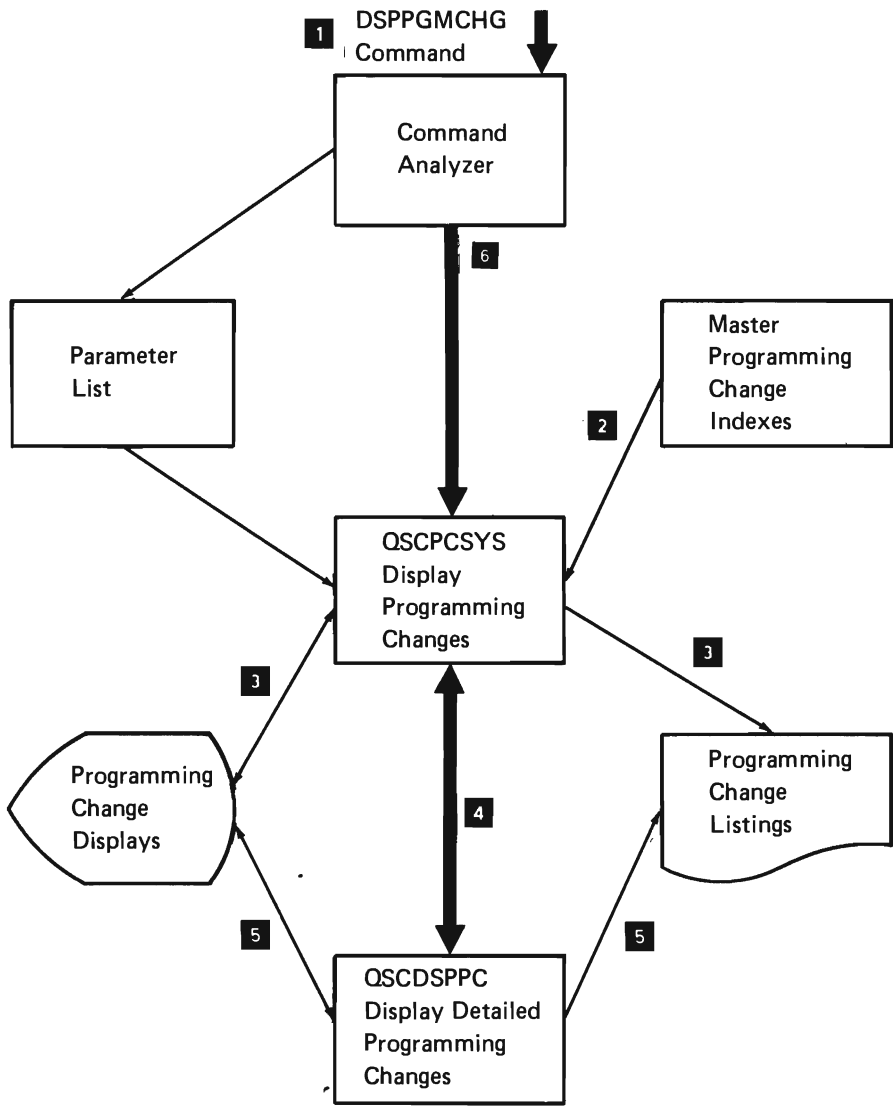 1
DSPPGMCHG
Command
Command
Analyzer
6
Parameter
List
Master
Programming
Change
Indexes
2
QSCPCSYS
Display
Programming
Changes
3
3
Programming
Change
Displays
Programming
Change
Listings
4
5
5
QSCDSPPC
Display Detailed
Programming
Changes